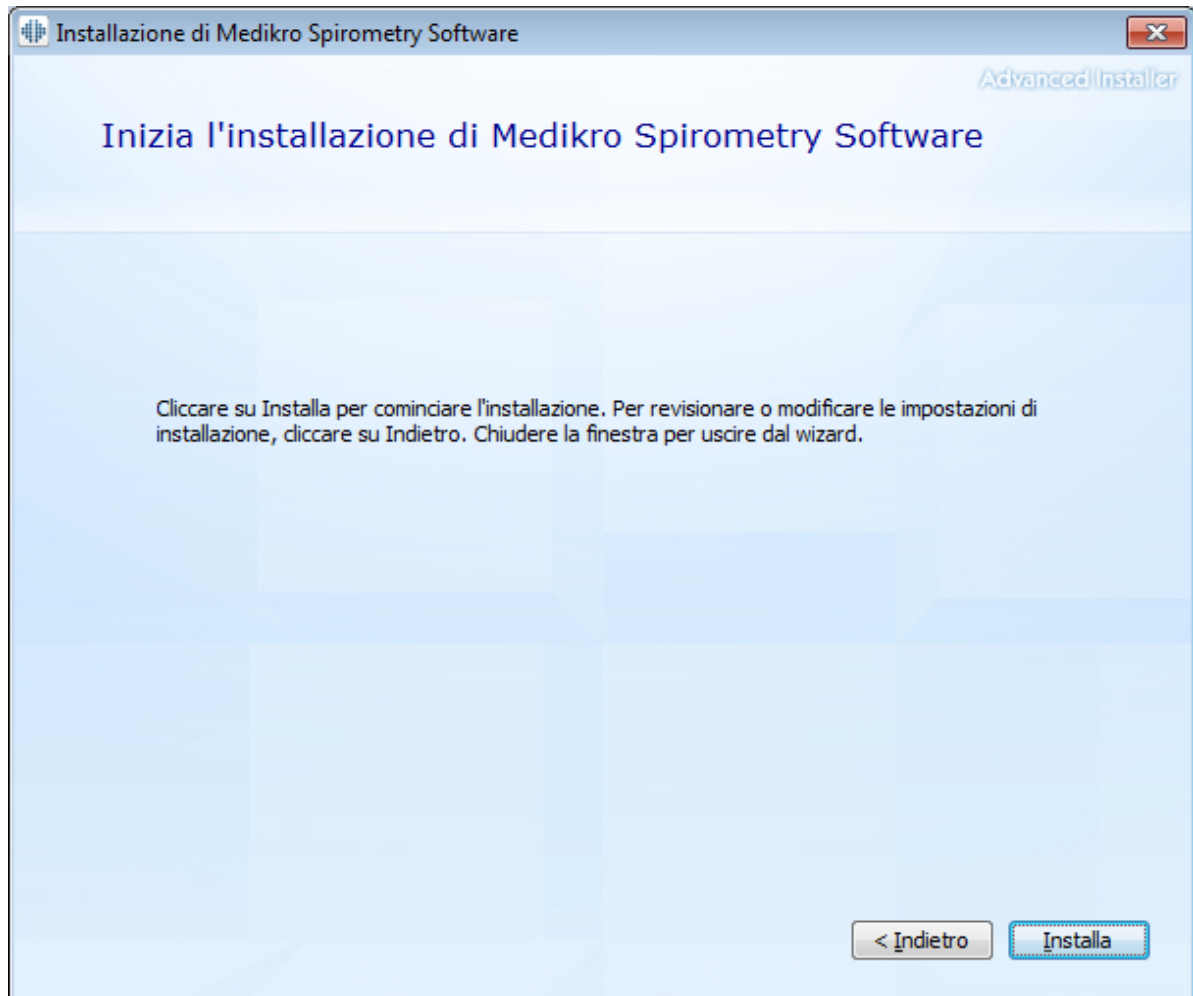 Installazione di Medikro Spirometry Software
Advanced Installer
Inizia l'installazione di Medikro Spirometry Software
Cliccare su Installa per cominciare l'installazione. Per revisionare o modificare le impostazioni di
installazione, cliccare su Indietro. Chiudere la finestra per uscire dal wizard.
< Indietro
Installa